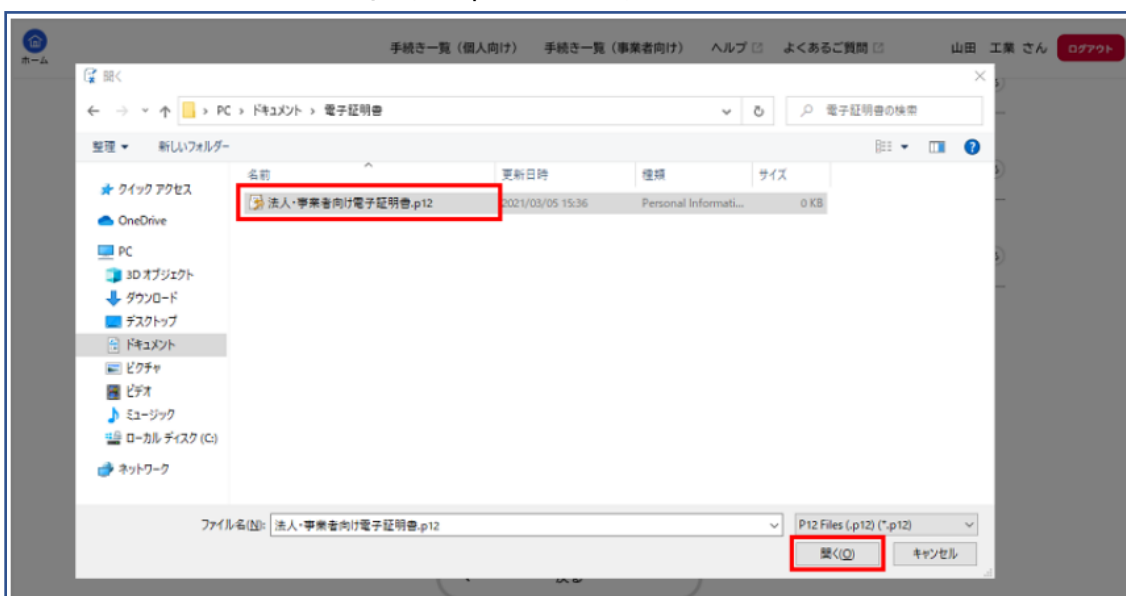 手続き一覧（個人向け） 手続き一覧（事業者向け） ヘルプ よくあるご質問 山田 工業 さん ログアウト
ホーム
開く
PC › ドキュメント › 電子証明書 電子証明書の検索
整理 新しいフォルダー
名前 更新日時 種類 サイズ
クイック アクセス
法人・事業者向け電子証明書.p12 2021/03/05 15:36 Personal Informati... 0 KB
OneDrive
PC
3D オブジェクト
ダウンロード
デスクトップ
ドキュメント
ピクチャ
ビデオ
ミュージック
ローカル ディスク (C:)
ネットワーク
ファイル名(N): 法人・事業者向け電子証明書.p12 P12 Files (.p12) (*.p12)
開く(O) キャンセル